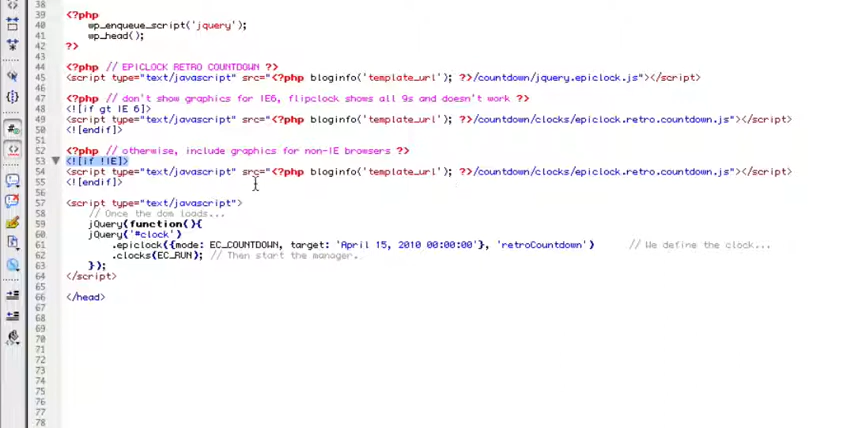 38
39 <?php
40 wp_enqueue_script('jquery');
41 wp_head();
42 ?>
43
44 <?php // EPICLOCK RETRO COUNTDOWN ?>
45 <script type="text/javascript" src="<?php bloginfo('template_url'); ?>/countdown/jquery.epiclock.js"></script>
46
47 <?php // don't show graphics for IE6, flipclock shows all 9s and doesn't work ?>
48 <![if gt IE 6]>
49 <script type="text/javascript" src="<?php bloginfo('template_url'); ?>/countdown/clocks/epiclock.retro.countdown.js"></script>
50 <![endif]>
51
52 <?php // otherwise, include graphics for non-IE browsers ?>
53 <![if !IE]>
54 <script type="text/javascript" src="<?php bloginfo('template_url'); ?>/countdown/clocks/epiclock.retro.countdown.js"></script>
55 <![endif]>
56
57 <script type="text/javascript">
58 // Once the dom loads...
59 jQuery(function(){
60 jQuery('#clock')
61 .epiclock({mode: EC_COUNTDOWN, target: 'April 15, 2010 00:00:00'}, 'retroCountdown') // We define the clock...
62 .clocks(EC_RUN); // Then start the manager.
63 });
64 </script>
65
66 </head>
67
68
69
70
71
72
73
74
75
76
77
78